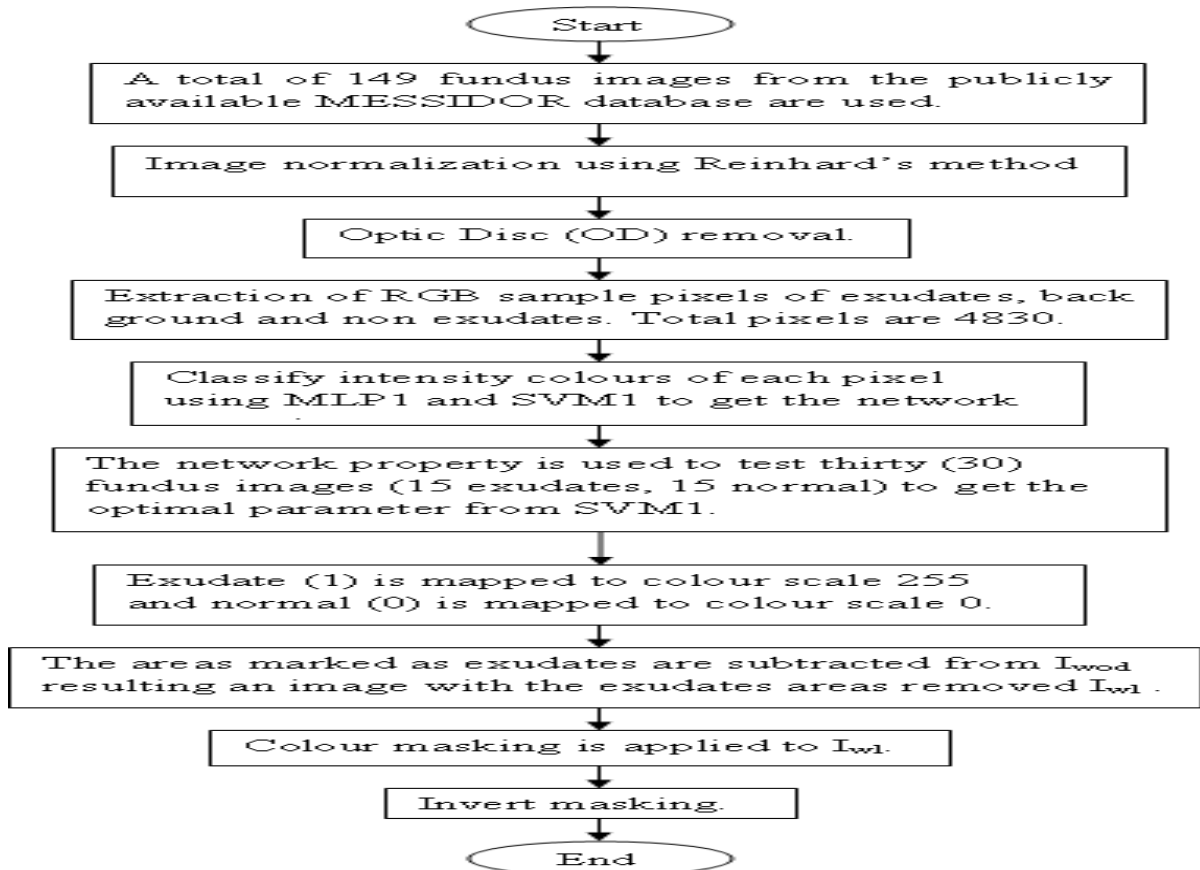 Start
A total of 149 fundus images from the publicly
available MESSIDOR database are used.
Image normalization using Reinhard's method
Optic Disc (OD) removal.
Extraction of RGB sample pixels of exudates, back
ground and non exudates. Total pixels are 4830.
Classify intensity colours of each pixel
using MLP1 and SVM1 to get the network
.
The network property is used to test thirty (30)
fundus images (15 exudates, 15 normal) to get the
optimal parameter from SVM1.
Exudate (1) is mapped to colour scale 255
and normal (0) is mapped to colour scale 0.
The areas marked as exudates are subtracted from Iwod
resulting an image with the exudates areas removed Iwl .
Colour masking is applied to Iwl.
Invert masking.
End